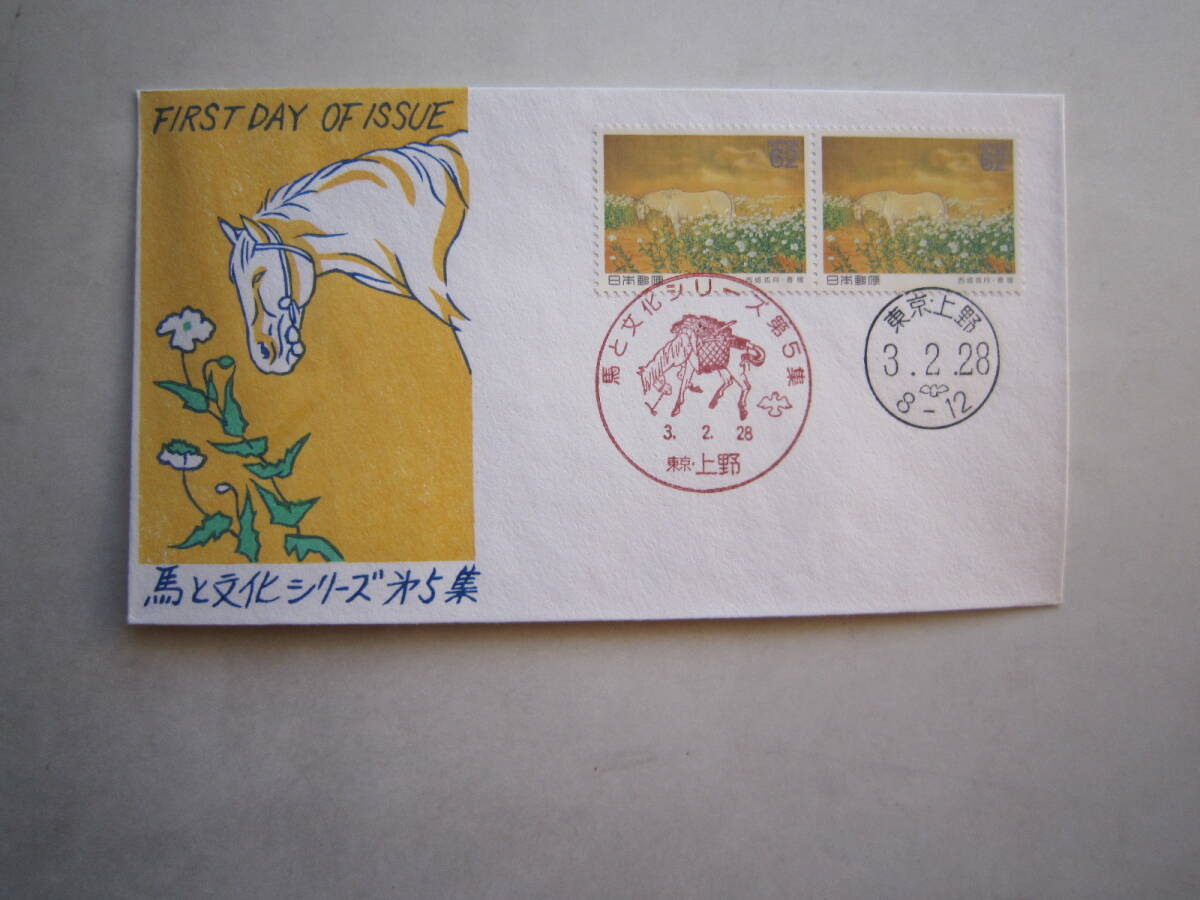 FIRST DAY OF ISSUE
馬と文化シリーズ第5集
62
日本郵便
62
日本郵便
馬と文化シリーズ第5集
3. 2. 28
東京・上野
東京・上野
3.2.28
8-12